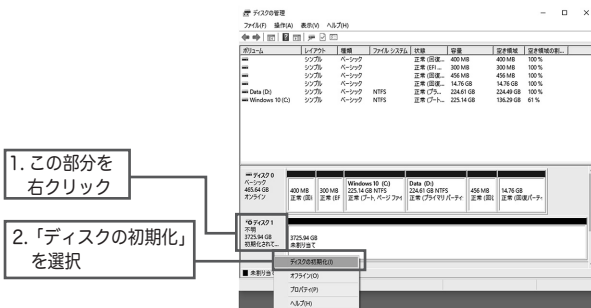 ディスクの管理
ファイル(F) 操作(A) 表示(V) ヘルプ(H)
ボリューム レイアウト 種類 ファイル システム 状態 容量 空き領域 空き領域の割...
シンプル ベーシック 正常 (回復... 400 MB 400 MB 100 %
シンプル ベーシック 正常 (EFI ... 300 MB 300 MB 100 %
シンプル ベーシック 正常 (回復... 456 MB 456 MB 100 %
シンプル ベーシック 正常 (回復... 14.76 GB 14.76 GB 100 %
Data (D:) シンプル ベーシック NTFS 正常 (プラ... 224.61 GB 224.49 GB 100 %
Windows 10 (C:) シンプル ベーシック NTFS 正常 (ブート... 225.14 GB 136.29 GB 61 %
1. この部分を
右クリック
ディスク 0
ベーシック
465.64 GB
オンライン
400 MB
正常 (回
300 MB
正常 (EF
Windows 10 (C:)
225.14 GB NTFS
正常 (ブート, ページ ファイ
Data (D:)
224.61 GB NTFS
正常 (プライマリ パーティ
456 MB
正常 (回
14.76 GB
正常 (回復パーティ
2.「ディスクの初期化」
を選択
ディスク 1
不明
3725.94 GB
初期化されて...
3725.94 GB
未割り当て
未割り当
ディスクの初期化(I)
オフライン(O)
プロパティ(P)
ヘルプ(H)